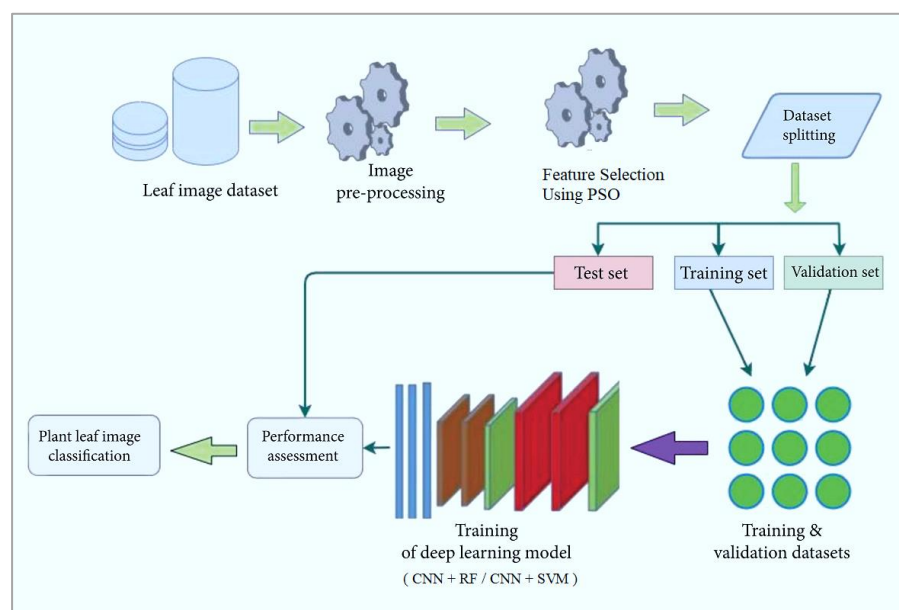 Leaf image dataset
Image
pre-processing
Feature Selection
Using PSO
Dataset
splitting
Test set
Training set
Validation set
Plant leaf image
classification
Performance
assessment
Training
of deep learning model
( CNN + RF / CNN + SVM )
Training &
validation datasets